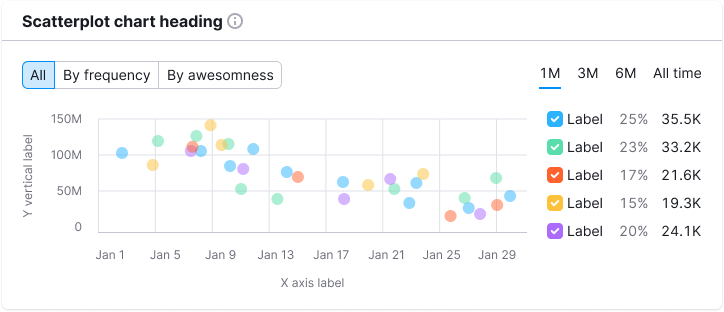 Scatterplot chart heading
All By frequency By awesomness
1M 3M 6M All time
Y vertical label
150M
100M
50M
0
Jan 1 Jan 5 Jan 9 Jan 13 Jan 17 Jan 21 Jan 25 Jan 29
X axis label
Label 25% 35.5K
Label 23% 33.2K
Label 17% 21.6K
Label 15% 19.3K
Label 20% 24.1K